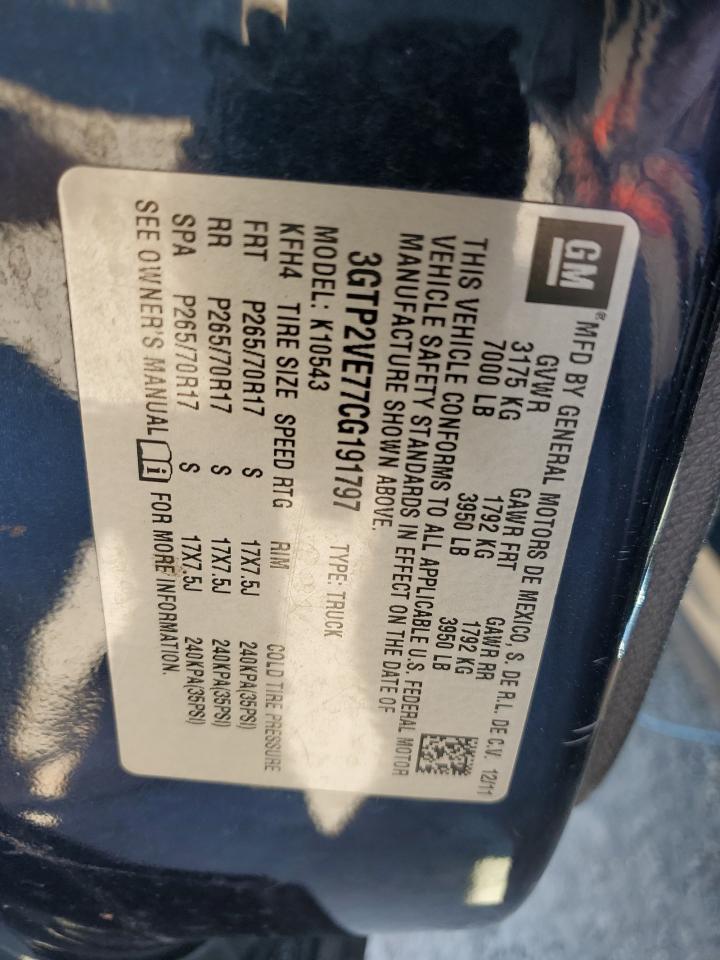 GM® MFD BY GENERAL MOTORS DE MEXICO, S. DE R.L. DE C.V. 12/11
GVWR GAWR FRT GAWR RR
3175 KG 1792 KG 1792 KG
7000 LB 3950 LB 3950 LB
THIS VEHICLE CONFORMS TO ALL APPLICABLE U.S. FEDERAL MOTOR
VEHICLE SAFETY STANDARDS IN EFFECT ON THE DATE OF
MANUFACTURE SHOWN ABOVE.
3GTP2VE77CG191797 TYPE: TRUCK
MODEL: K10543
KFH4 TIRE SIZE SPEED RTG RIM COLD TIRE PRESSURE
FRT P265/70R17 S 17X7.5J 240KPA(35PSI)
RR P265/70R17 S 17X7.5J 240KPA(35PSI)
SPA P265/70R17 S 17X7.5J 240KPA(35PSI)
SEE OWNER'S MANUAL i FOR MORE INFORMATION.